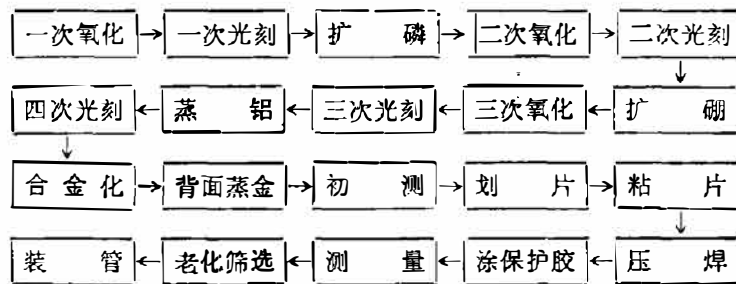 一次氧化→一次光刻→扩 磷→二次氧化→二次光刻
四次光刻←蒸 铝←三次光刻←三次氧化←扩 硼
合金化→背面蒸金→初 测→划 片→粘 片
装 管←老化筛选←测 量←涂保护胶←压 焊